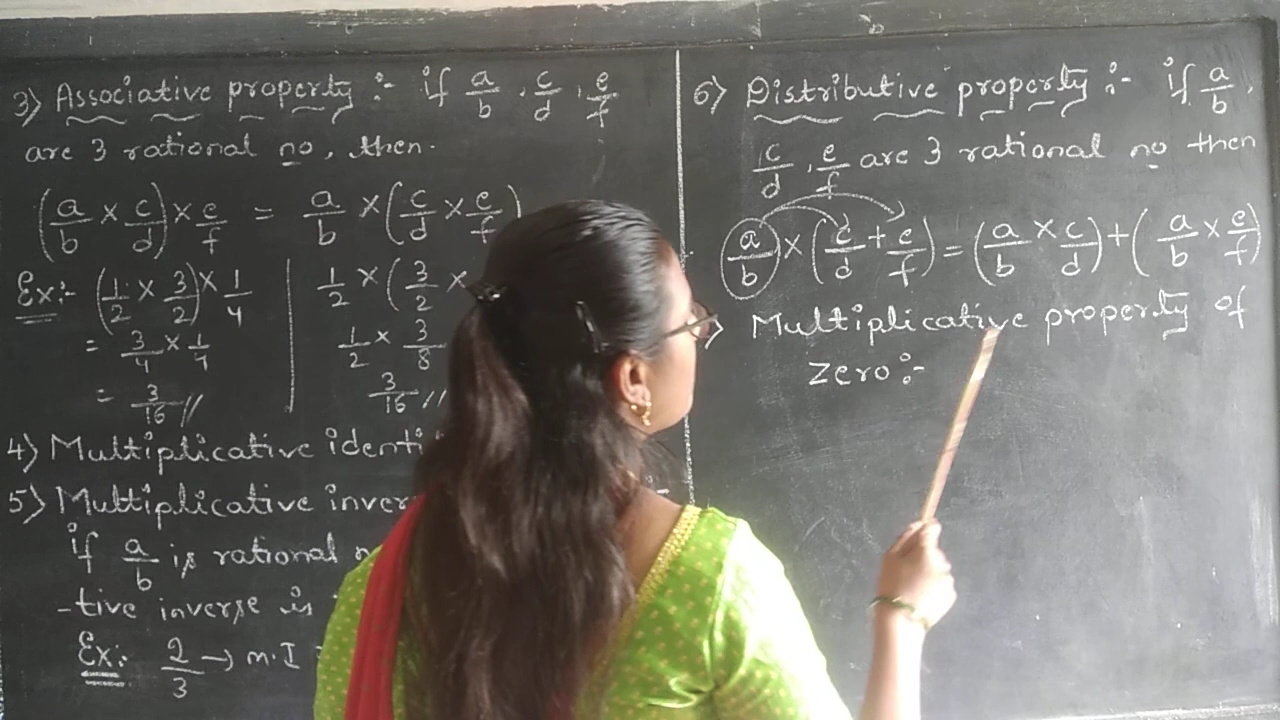 3) Associative property :- if a/b , c/d , e/f
are 3 rational no, then.
(a/b × c/d) × e/f = a/b × (c/d × e/f)
Ex:- (1/2 × 3/2) × 1/4
= 3/4 × 1/4
= 3/16 //
1/2 × (3/2 ×
1/2 × 3/8
3/16 //
4) Multiplicative identi
5) Multiplicative inver
if a/b is rational n
-tive inverse is
Ex:- 2/3 → m.I
6) Distributive property :- if a/b ,
c/d , e/f are 3 rational no then
a/b × (c/d + e/f) = (a/b × c/d) + (a/b × e/f)
) Multiplicative property of
zero :-